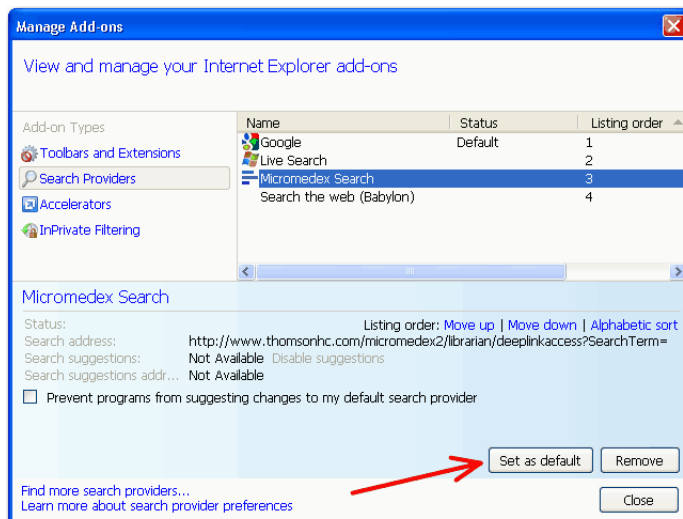 Manage Add-ons
View and manage your Internet Explorer add-ons
Add-on Types
Toolbars and Extensions
Search Providers
Accelerators
InPrivate Filtering
Name Status Listing order
Google Default 1
Live Search 2
Micromedex Search 3
Search the web (Babylon) 4
Micromedex Search
Status: Listing order: Move up | Move down | Alphabetic sort
Search address: http://www.thomsonhc.com/micromedex2/librarian/deeplinkaccess?SearchTerm=
Search suggestions: Not Available Disable suggestions
Search suggestions addr... Not Available
Prevent programs from suggesting changes to my default search provider
Set as default Remove
Find more search providers...
Learn more about search provider preferences
Close